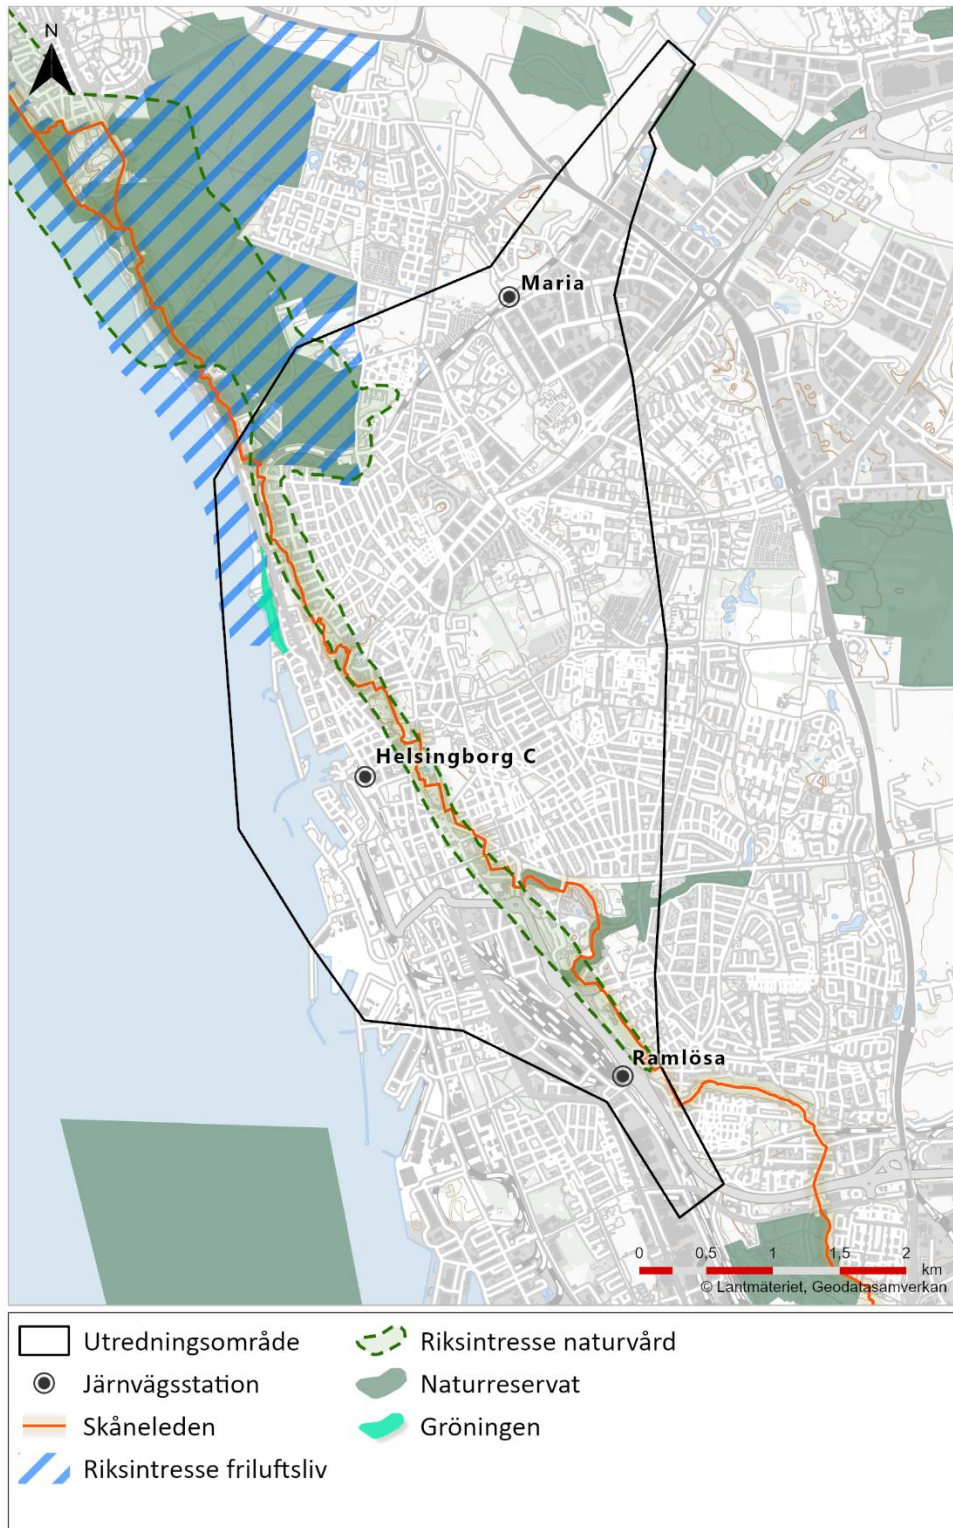 N
Maria
Helsingborg C
Ramlösa
0 0,5 1 1,5 2
km
© Lantmäteriet, Geodatasamverkan
Utredningsområde
Järnvägsstation
Skåneleden
Riksintresse friluftsliv
Riksintresse naturvård
Naturreservat
Gröningen